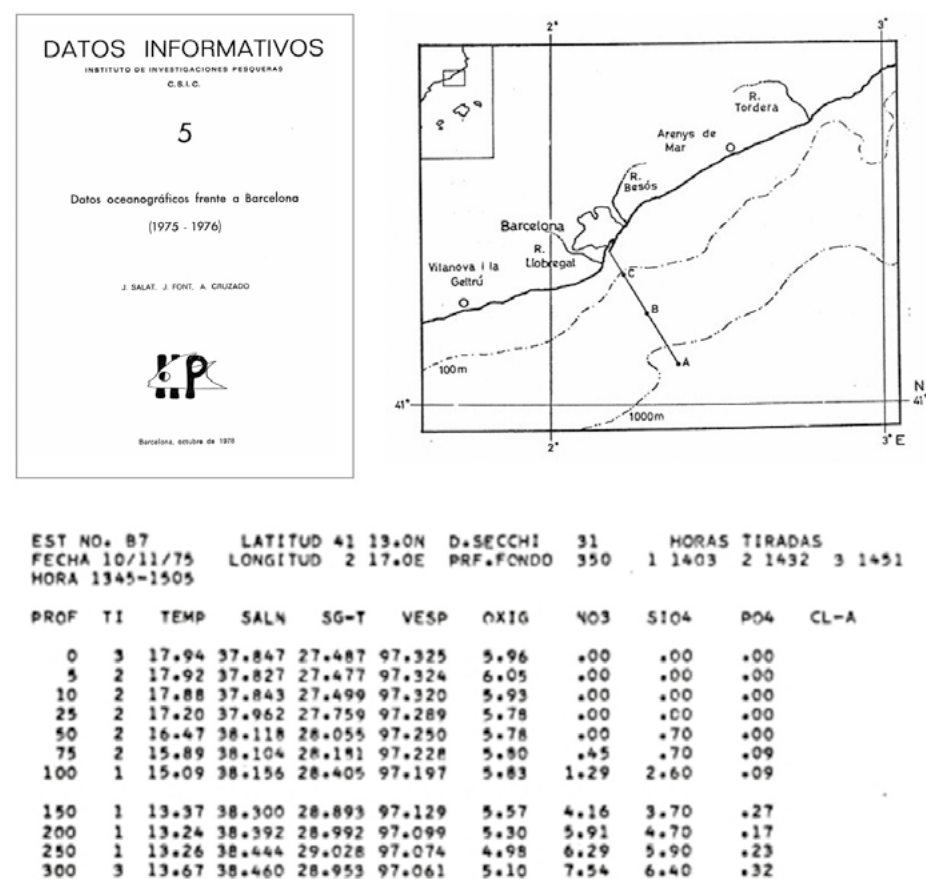 DATOS INFORMATIVOS
INSTITUTO DE INVESTIGACIONES PESQUERAS
C.S.I.C.
5
Datos oceanográficos frente a Barcelona
(1975 - 1976)
J. SALAT, J. FONT, A. CRUZADO
IIP
Barcelona, octubre de 1978
2° 3°
R. Tordera
Arenys de Mar
R. Besós
Barcelona
R. Llobregal
Vilanova i la Geltrú
C
B
A
100m
1000m
N
41° 41°
2° 3° E
EST NO. B7 LATITUD 41 13.0N D.SECCHI 31 HORAS TIRADAS
FECHA 10/11/75 LONGITUD 2 17.0E PRF.FONDO 350 1 1403 2 1432 3 1451
HORA 1345-1505
PROF TI TEMP SALN SG-T VESP OXIG NO3 SIO4 PO4 CL-A
0 3 17.94 37.847 27.487 97.325 5.96 .00 .00 .00
5 2 17.92 37.827 27.477 97.324 6.05 .00 .00 .00
10 2 17.88 37.843 27.499 97.320 5.93 .00 .00 .00
25 2 17.20 37.962 27.759 97.289 5.78 .00 .00 .00
50 2 16.47 38.118 28.055 97.250 5.78 .00 .70 .00
75 2 15.89 38.104 28.181 97.228 5.80 .45 .70 .09
100 1 15.09 38.156 28.405 97.197 5.83 1.29 2.60 .09
150 1 13.37 38.300 28.893 97.129 5.57 4.16 3.70 .27
200 1 13.24 38.392 28.992 97.099 5.30 5.91 4.70 .17
250 1 13.26 38.444 29.028 97.074 4.98 6.29 5.90 .23
300 3 13.67 38.460 28.953 97.061 5.10 7.54 6.40 .32